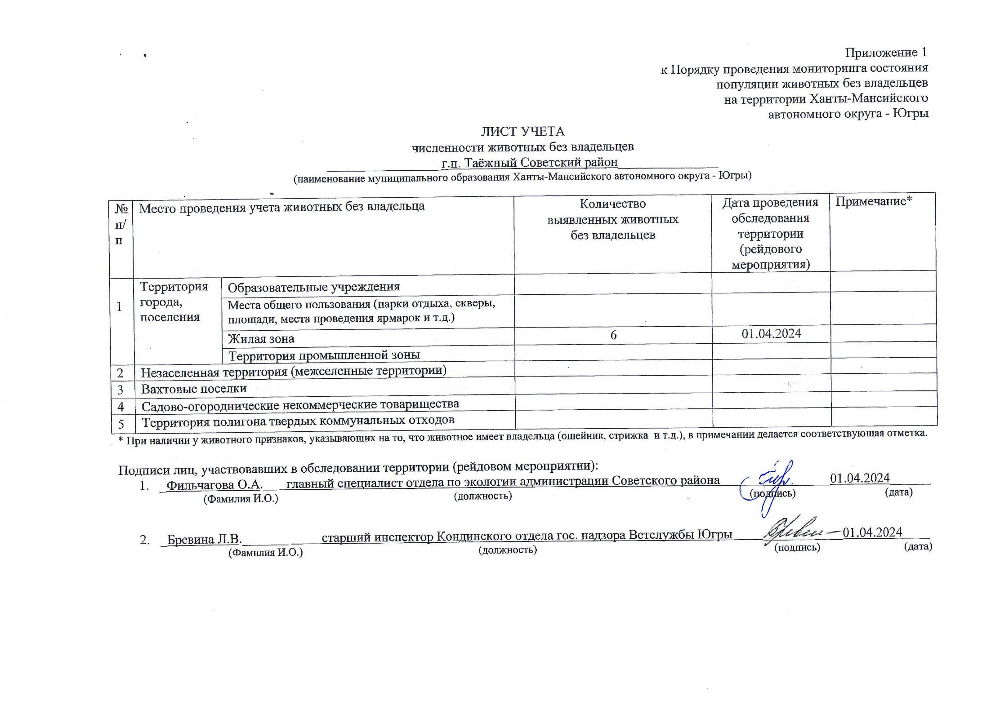 Приложение 1
к Порядку проведения мониторинга состояния
популяции животных без владельцев
на территории Ханты-Мансийского
автономного округа - Югры
ЛИСТ УЧЕТА
численности животных без владельцев
г.п. Таёжный Советский район
(наименование муниципального образования Ханты-Мансийского автономного округа - Югры)
№ п/п
Место проведения учета животных без владельца
Количество
выявленных животных
без владельцев
Дата проведения
обследования
территории
(рейдового
мероприятия)
Примечание*
1
Территория
города,
поселения
Образовательные учреждения
Места общего пользования (парки отдыха, скверы,
площади, места проведения ярмарок и т.д.)
Жилая зона 6 01.04.2024
Территория промышленной зоны
2 Незаселенная территория (межселенные территории)
3 Вахтовые поселки
4 Садово-огороднические некоммерческие товарищества
5 Территория полигона твердых коммунальных отходов
* При наличии у животного признаков, указывающих на то, что животное имеет владельца (ошейник, стрижка и т.д.), в примечании делается соответствующая отметка.
Подписи лиц, участвовавших в обследовании территории (рейдовом мероприятии):
1. Фильчагова О.А. главный специалист отдела по экологии администрации Советского района 01.04.2024
(Фамилия И.О.) (должность) (подпись) (дата)
2. Бревина Л.В. старший инспектор Кондинского отдела гос. надзора Ветслужбы Югры 01.04.2024
(Фамилия И.О.) (должность) (подпись) (дата)